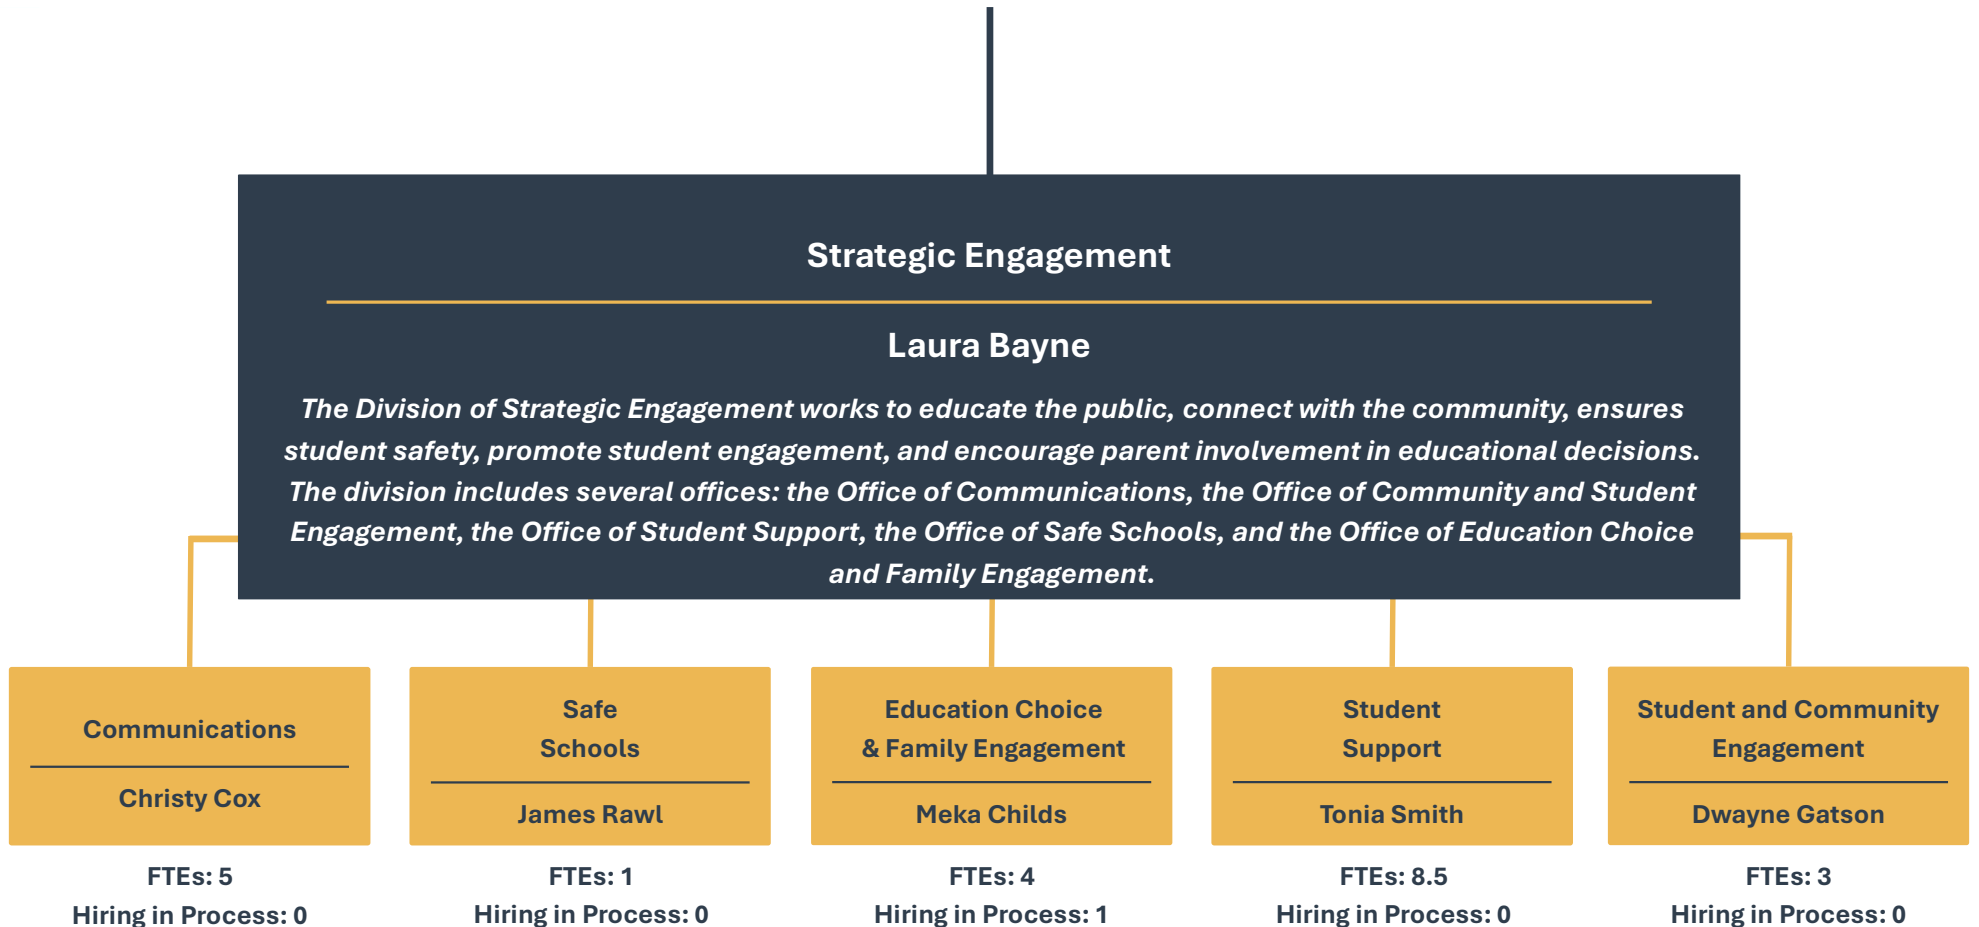 Strategic Engagement
Laura Bayne
The Division of Strategic Engagement works to educate the public, connect with the community, ensures
student safety, promote student engagement, and encourage parent involvement in educational decisions.
The division includes several offices: the Office of Communications, the Office of Community and Student
Engagement, the Office of Student Support, the Office of Safe Schools, and the Office of Education Choice
and Family Engagement.
Communications
Christy Cox
FTEs: 5
Hiring in Process: 0
Safe
Schools
James Rawl
FTEs: 1
Hiring in Process: 0
Education Choice
& Family Engagement
Meka Childs
FTEs: 4
Hiring in Process: 1
Student
Support
Tonia Smith
FTEs: 8.5
Hiring in Process: 0
Student and Community
Engagement
Dwayne Gatson
FTEs: 3
Hiring in Process: 0